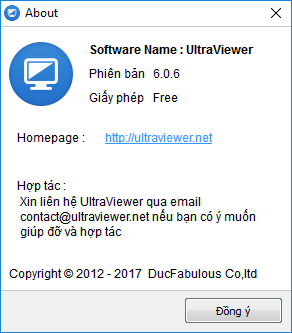 About
Software Name : UltraViewer
Phiên bản 6.0.6
Giấy phép Free
Homepage : http://ultraviewer.net
Hợp tác :
Xin liên hệ UltraViewer qua email
contact@ultraviewer.net nếu bạn có ý muốn
giúp đỡ và hợp tác
Copyright © 2012 - 2017 DucFabulous Co,ltd
Đồng ý